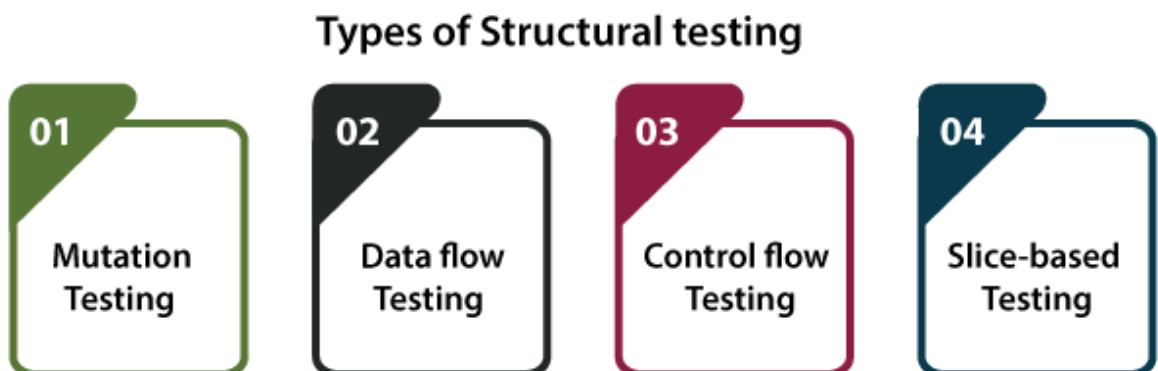 Types of Structural testing
01
Mutation
Testing
02
Data flow
Testing
03
Control flow
Testing
04
Slice-based
Testing